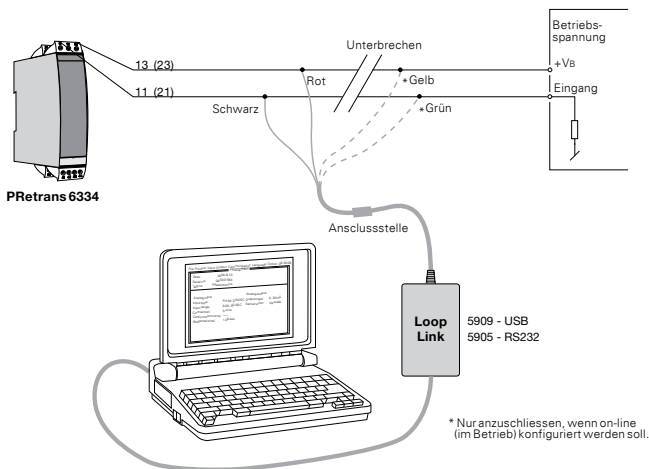 Betriebs-
spannung
+VB
Eingang
Unterbrechen
13 (23)
11 (21)
Rot
Schwarz
*Gelb
*Grün
PRetrans 6334
Ansclussstelle
Loop
Link
5909 - USB
5905 - RS232
* Nur anzuschliessen, wenn on-line
(im Betrieb) konfiguriert werden soll.